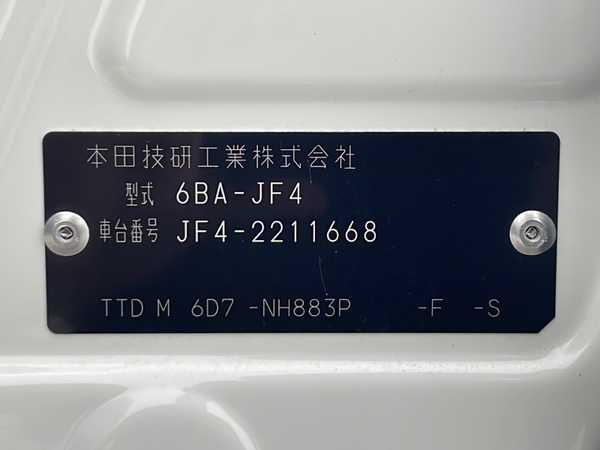 本田技研工業株式会社
型式 6BA-JF4
車台番号 JF4-2211668
TTD M 6D7 -NH883P -F -S